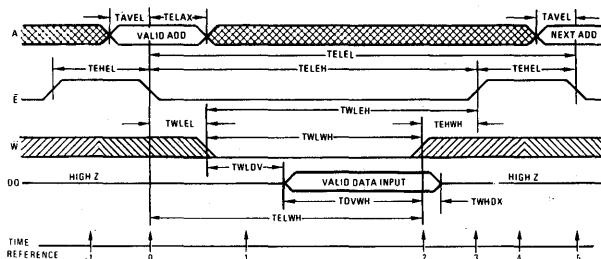 TAVEL TELAX TAVEL
A VALID ADD NEXT ADD
TELEL
TEHEL TELEH TEHEL
E
TWLEH
TWLEL TWLWH TEHWH
W
TWLDV
DQ HIGH Z VALID DATA INPUT HIGH Z
TDVWH TWHDX
TELWH
TIME
REFERENCE -1 0 1 2 3 4 5